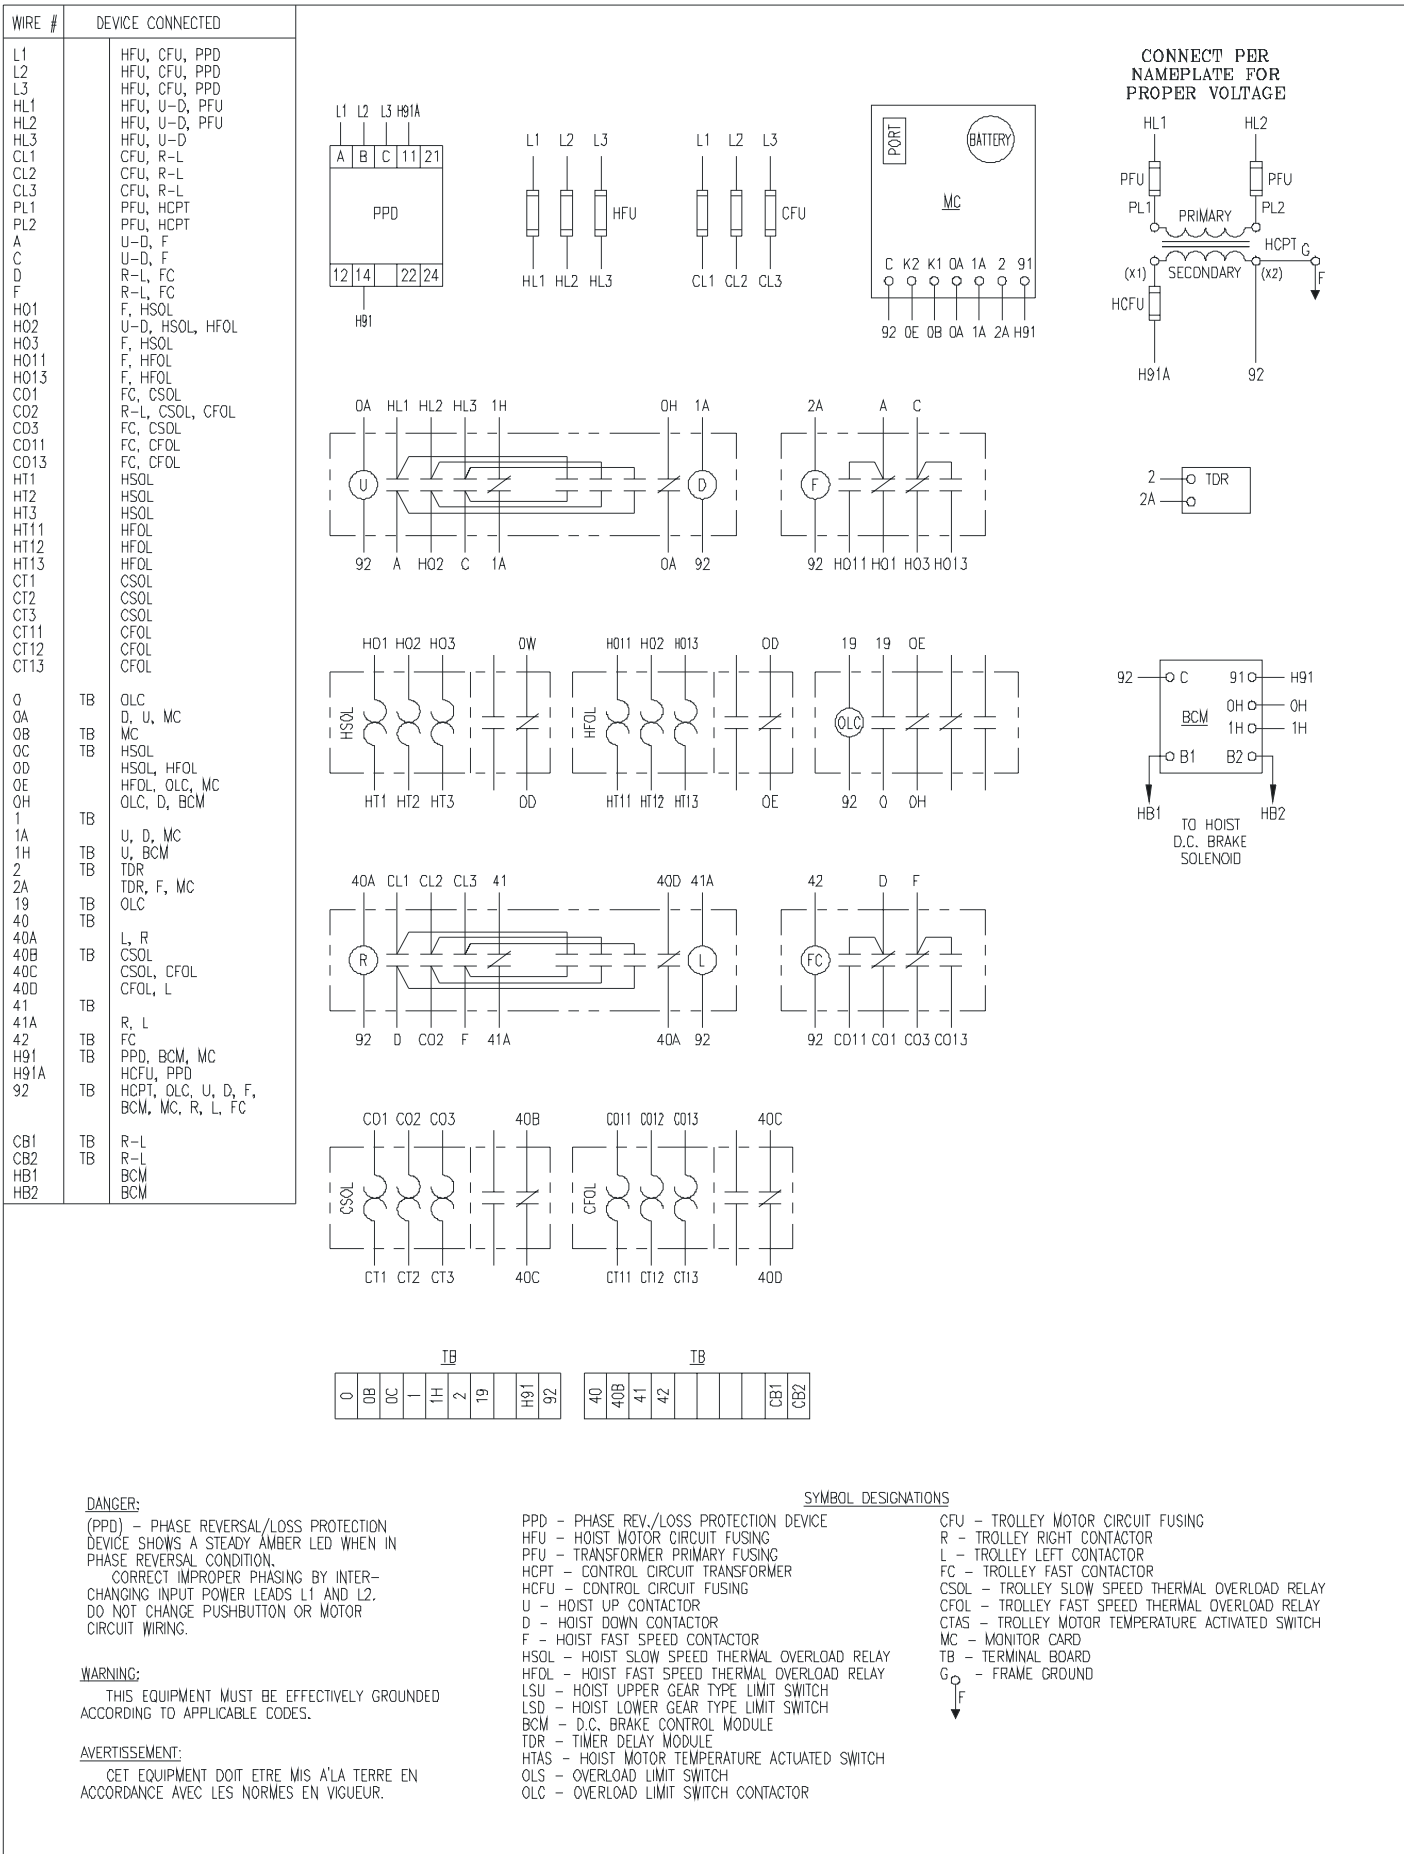 WIRE # DEVICE CONNECTED
L1 HFU, CFU, PPD
L2 HFU, CFU, PPD
L3 HFU, CFU, PPD
HL1 HFU, U-D, PFU
HL2 HFU, U-D, PFU
HL3 HFU, U-D
CL1 CFU, R-L
CL2 CFU, R-L
CL3 CFU, R-L
PL1 PFU, HCPT
PL2 PFU, HCPT
A U-D, F
C U-D, F
D R-L, FC
F R-L, FC
HO1 F, HSOL
HO2 U-D, HSOL, HFOL
HO3 F, HSOL
HO11 F, HFOL
HO13 F, HFOL
CO1 FC, CSOL
CO2 R-L, CSOL, CFOL
CO3 FC, CSOL
CO11 FC, CFOL
CO13 FC, CFOL
HT1 HSOL
HT2 HSOL
HT3 HSOL
HT11 HFOL
HT12 HFOL
HT13 HFOL
CT1 CSOL
CT2 CSOL
CT3 CSOL
CT11 CFOL
CT12 CFOL
CT13 CFOL
0 TB OLC
0A D, U, MC
0B TB MC
0C TB HSOL
0D HSOL, HFOL
0E HFOL, OLC, MC
0H OLC, D, BCM
1 TB
1A U, D, MC
1H TB U, BCM
2 TB TDR
2A TDR, F, MC
19 TB OLC
40 TB
40A L, R
40B TB CSOL
40C CSOL, CFOL
40D CFOL, L
41 TB
41A R, L
42 TB FC
H91 TB PPD, BCM, MC
H91A HCFU, PPD
92 TB HCPT, OLC, U, D, F,
BCM, MC, R, L, FC
CB1 TB R-L
CB2 TB R-L
HB1 BCM
HB2 BCM
L1 L2 L3 H91A
A B C 11 21
PPD
12 14 22 24
H91
L1 L2 L3
HFU
HL1 HL2 HL3
L1 L2 L3
CFU
CL1 CL2 CL3
PORT
BATTERY
MC
C K2 K1 0A 1A 2 91
92 0E 0B 0A 1A 2A H91
CONNECT PER
NAMEPLATE FOR
PROPER VOLTAGE
HL1 HL2
PFU PFU
PL1 PL2
PRIMARY
HCPT G
SECONDARY
(X1) (X2) F
HCFU
H91A 92
0A HL1 HL2 HL3 1H 0H 1A
U D
92 A HO2 C 1A 0A 92
2A A C
F
92 HO11 HO1 HO3 HO13
2 TDR
2A
HO1 HO2 HO3 0W
HSOL
HT1 HT2 HT3 0D
HO11 HO2 HO13 0D
HFOL
HT11 HT12 HT13 0E
19 19 0E
OLC
92 0 0H
92 C 91 H91
0H 0H
BCM
1H 1H
B1 B2
HB1 HB2
TO HOIST
D.C. BRAKE
SOLENOID
40A CL1 CL2 CL3 41 40D 41A
R L
92 D CO2 F 41A 40A 92
42 D F
FC
92 CO11 CO1 CO3 CO13
CO1 CO2 CO3 40B
CSOL
CT1 CT2 CT3 40C
CO11 CO12 CO13 40C
CFOL
CT11 CT12 CT13 40D
TB
0 0B 0C 1 1H 2 19 H91 92
TB
40 40B 41 42 CB1 CB2
DANGER:
(PPD) - PHASE REVERSAL/LOSS PROTECTION
DEVICE SHOWS A STEADY AMBER LED WHEN IN
PHASE REVERSAL CONDITION.
CORRECT IMPROPER PHASING BY INTER-
CHANGING INPUT POWER LEADS L1 AND L2.
DO NOT CHANGE PUSHBUTTON OR MOTOR
CIRCUIT WIRING.
WARNING:
THIS EQUIPMENT MUST BE EFFECTIVELY GROUNDED
ACCORDING TO APPLICABLE CODES.
AVERTISSEMENT:
CET EQUIPMENT DOIT ETRE MIS A'LA TERRE EN
ACCORDANCE AVEC LES NORMES EN VIGUEUR.
SYMBOL DESIGNATIONS
PPD - PHASE REV./LOSS PROTECTION DEVICE
HFU - HOIST MOTOR CIRCUIT FUSING
PFU - TRANSFORMER PRIMARY FUSING
HCPT - CONTROL CIRCUIT TRANSFORMER
HCFU - CONTROL CIRCUIT FUSING
U - HOIST UP CONTACTOR
D - HOIST DOWN CONTACTOR
F - HOIST FAST SPEED CONTACTOR
HSOL - HOIST SLOW SPEED THERMAL OVERLOAD RELAY
HFOL - HOIST FAST SPEED THERMAL OVERLOAD RELAY
LSU - HOIST UPPER GEAR TYPE LIMIT SWITCH
LSD - HOIST LOWER GEAR TYPE LIMIT SWITCH
BCM - D.C. BRAKE CONTROL MODULE
TDR - TIMER DELAY MODULE
HTAS - HOIST MOTOR TEMPERATURE ACTUATED SWITCH
OLS - OVERLOAD LIMIT SWITCH
OLC - OVERLOAD LIMIT SWITCH CONTACTOR
CFU - TROLLEY MOTOR CIRCUIT FUSING
R - TROLLEY RIGHT CONTACTOR
L - TROLLEY LEFT CONTACTOR
FC - TROLLEY FAST CONTACTOR
CSOL - TROLLEY SLOW SPEED THERMAL OVERLOAD RELAY
CFOL - TROLLEY FAST SPEED THERMAL OVERLOAD RELAY
CTAS - TROLLEY MOTOR TEMPERATURE ACTIVATED SWITCH
MC - MONITOR CARD
TB - TERMINAL BOARD
G - FRAME GROUND
F